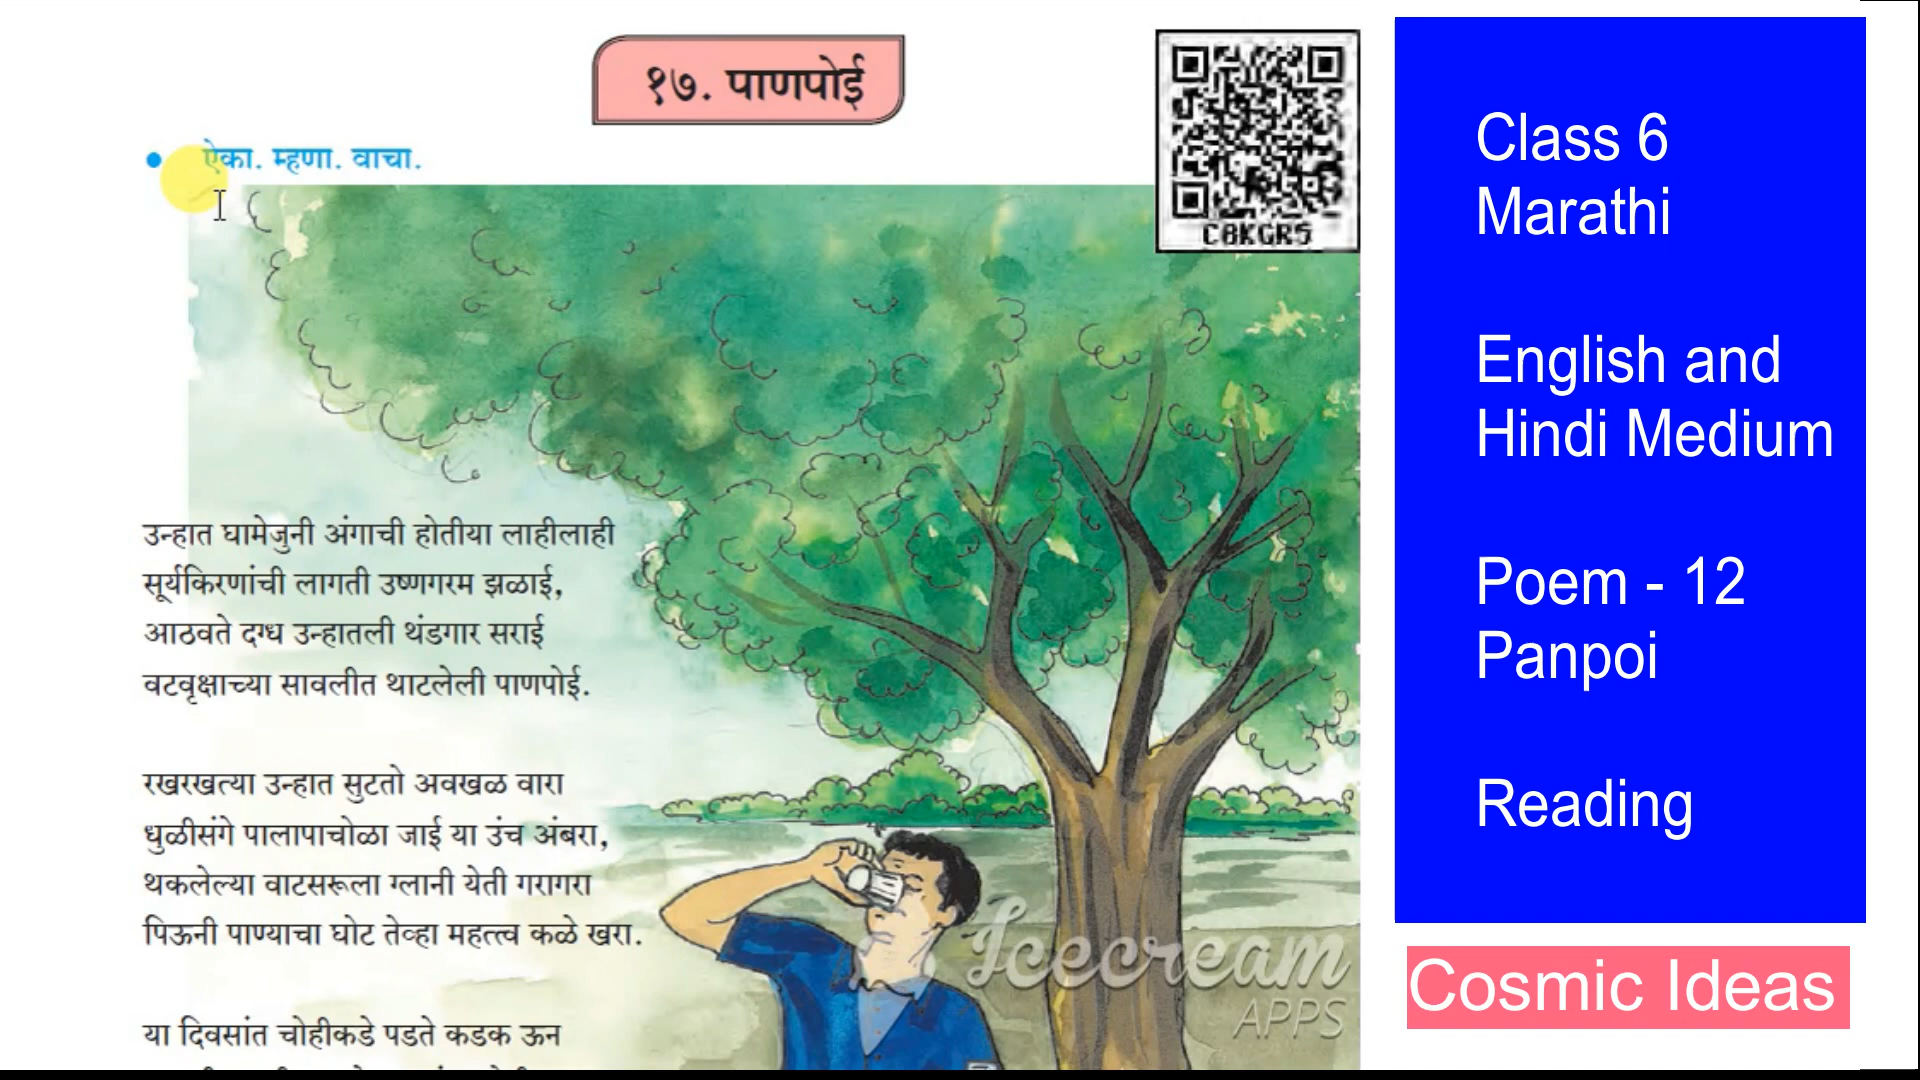 १७. पाणपोई
• ऐका. म्हणा. वाचा.
C8KGR5
उन्हात घामेजुनी अंगाची होतीया लाहीलाही
सूर्यकिरणांची लागती उष्णगरम झळाई,
आठवते दग्ध उन्हातली थंडगार सराई
वटवृक्षाच्या सावलीत थाटलेली पाणपोई.
रखरखत्या उन्हात सुटतो अवखळ वारा
धुळीसंगे पालापाचोळा जाई या उंच अंबरा,
थकलेल्या वाटसरूला ग्लानी येती गरागरा
पिऊनी पाण्याचा घोट तेव्हा महत्त्व कळे खरा.
या दिवसांत चोहीकडे पडते कडक ऊन
Icecream
APPS
Class 6
Marathi
English and
Hindi Medium
Poem - 12
Panpoi
Reading
Cosmic Ideas